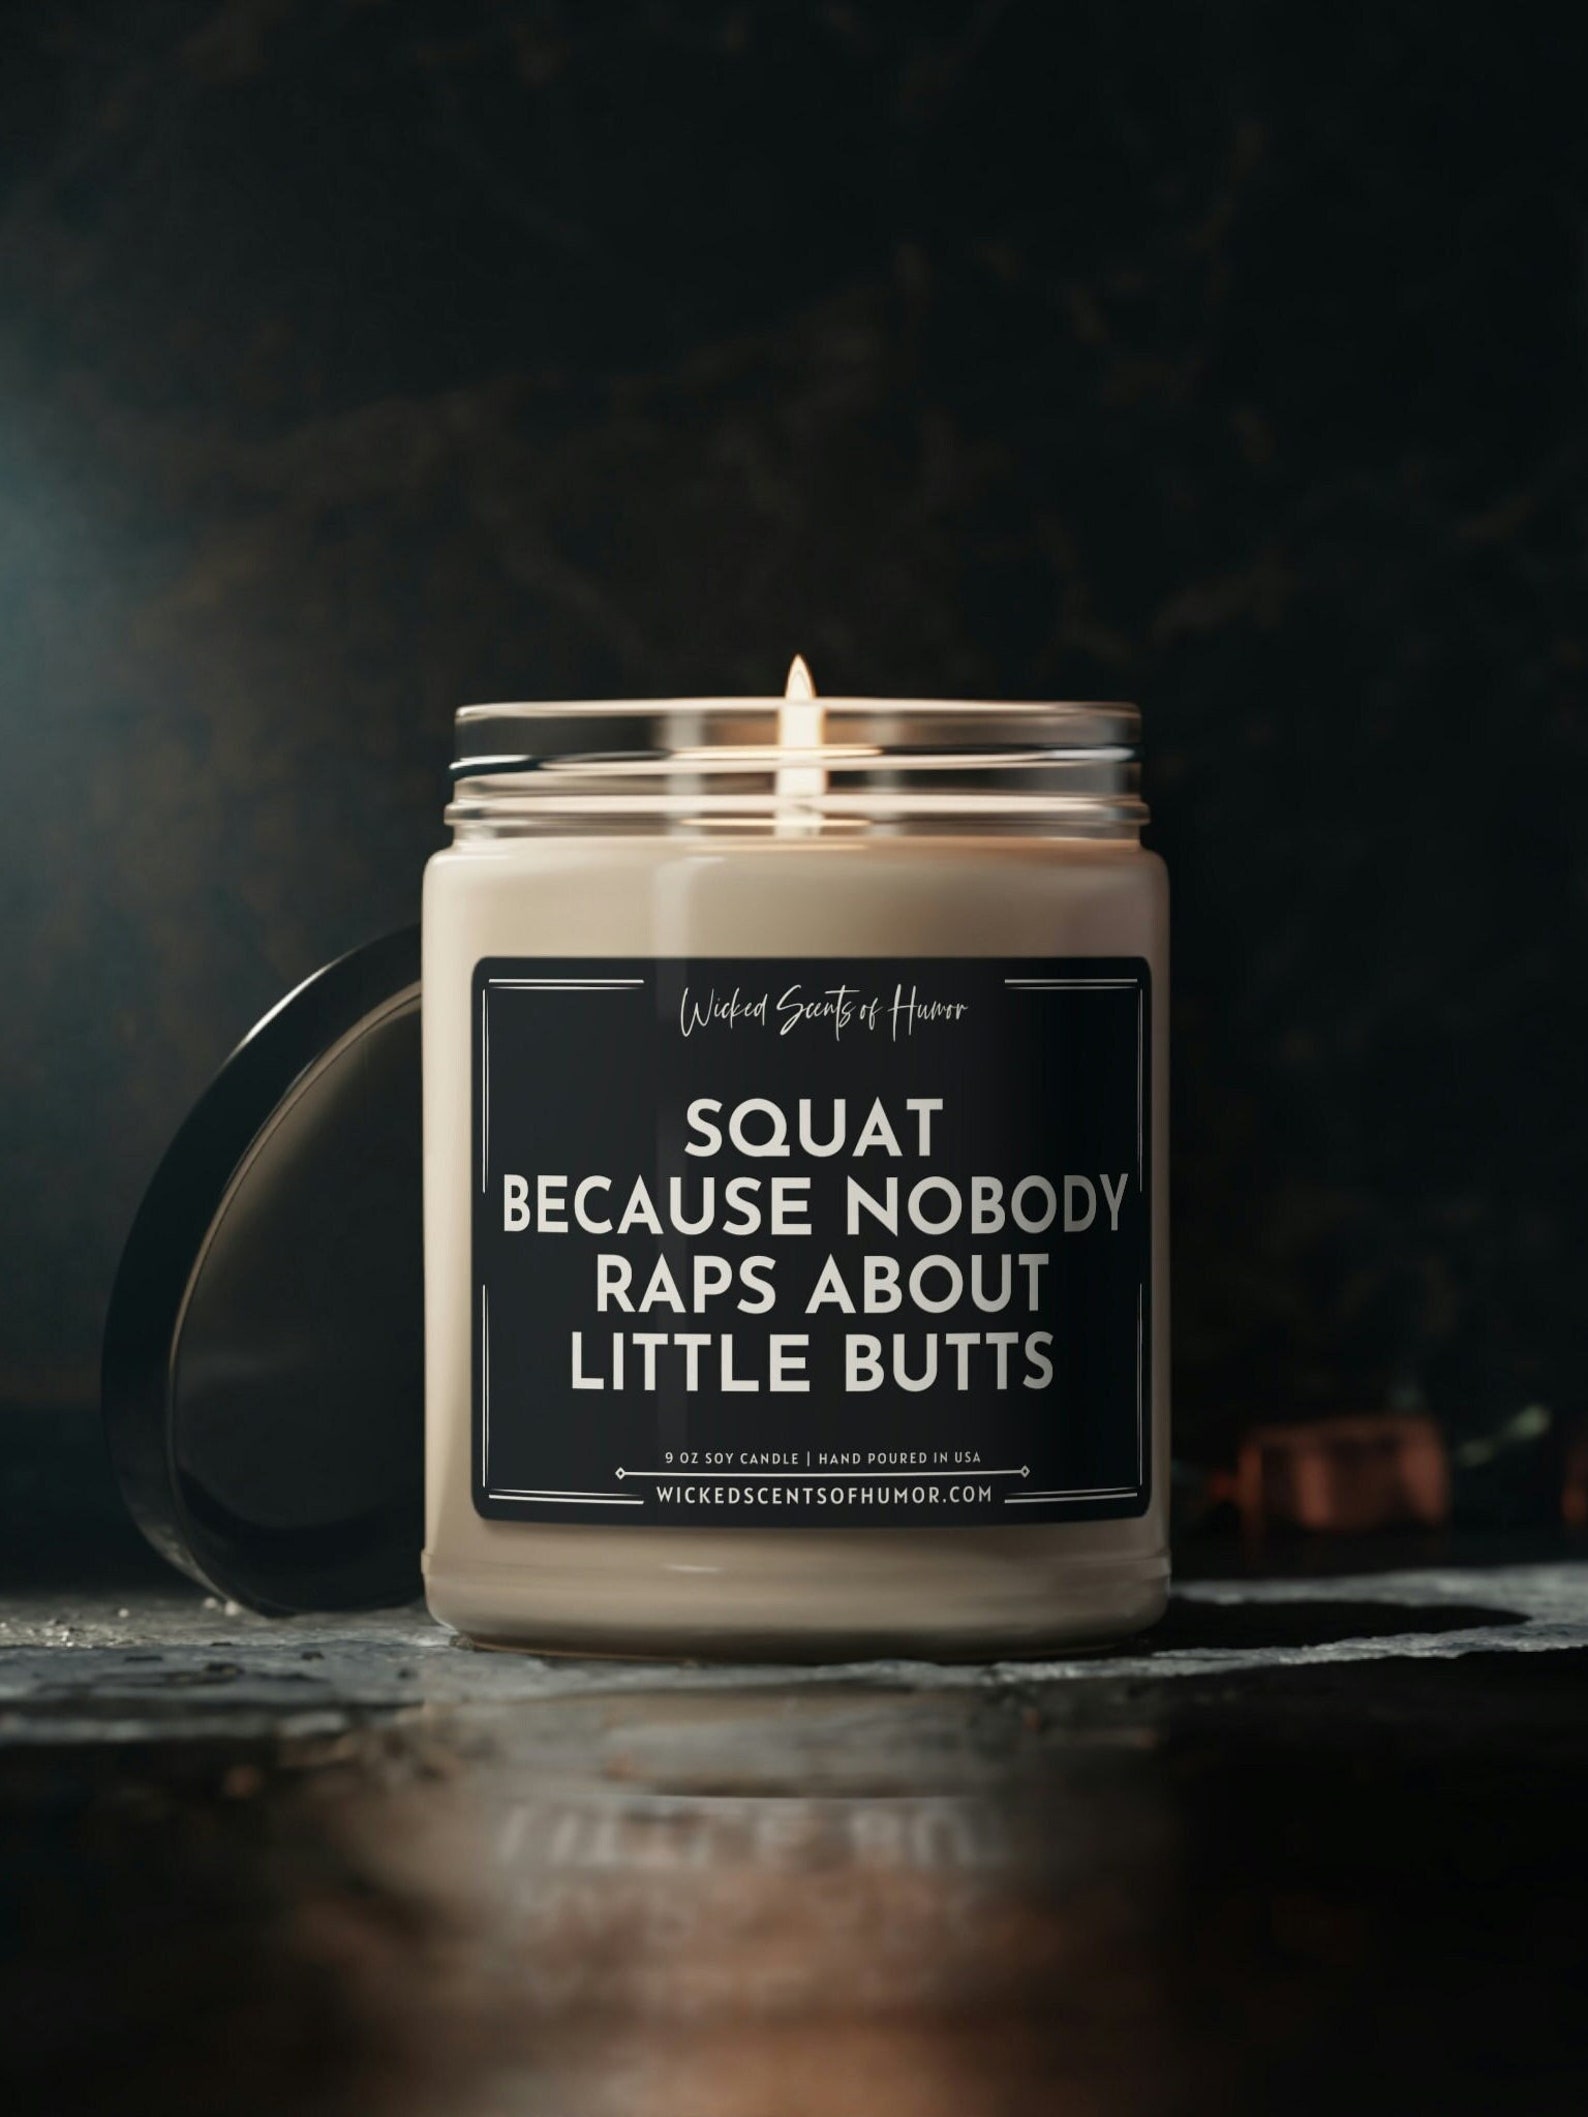 Wicked Scents of Humor
SQUAT
BECAUSE NOBODY
RAPS ABOUT
LITTLE BUTTS
9 OZ SOY CANDLE | HAND POURED IN USA
WICKEDSCENTSOFHUMOR.COM